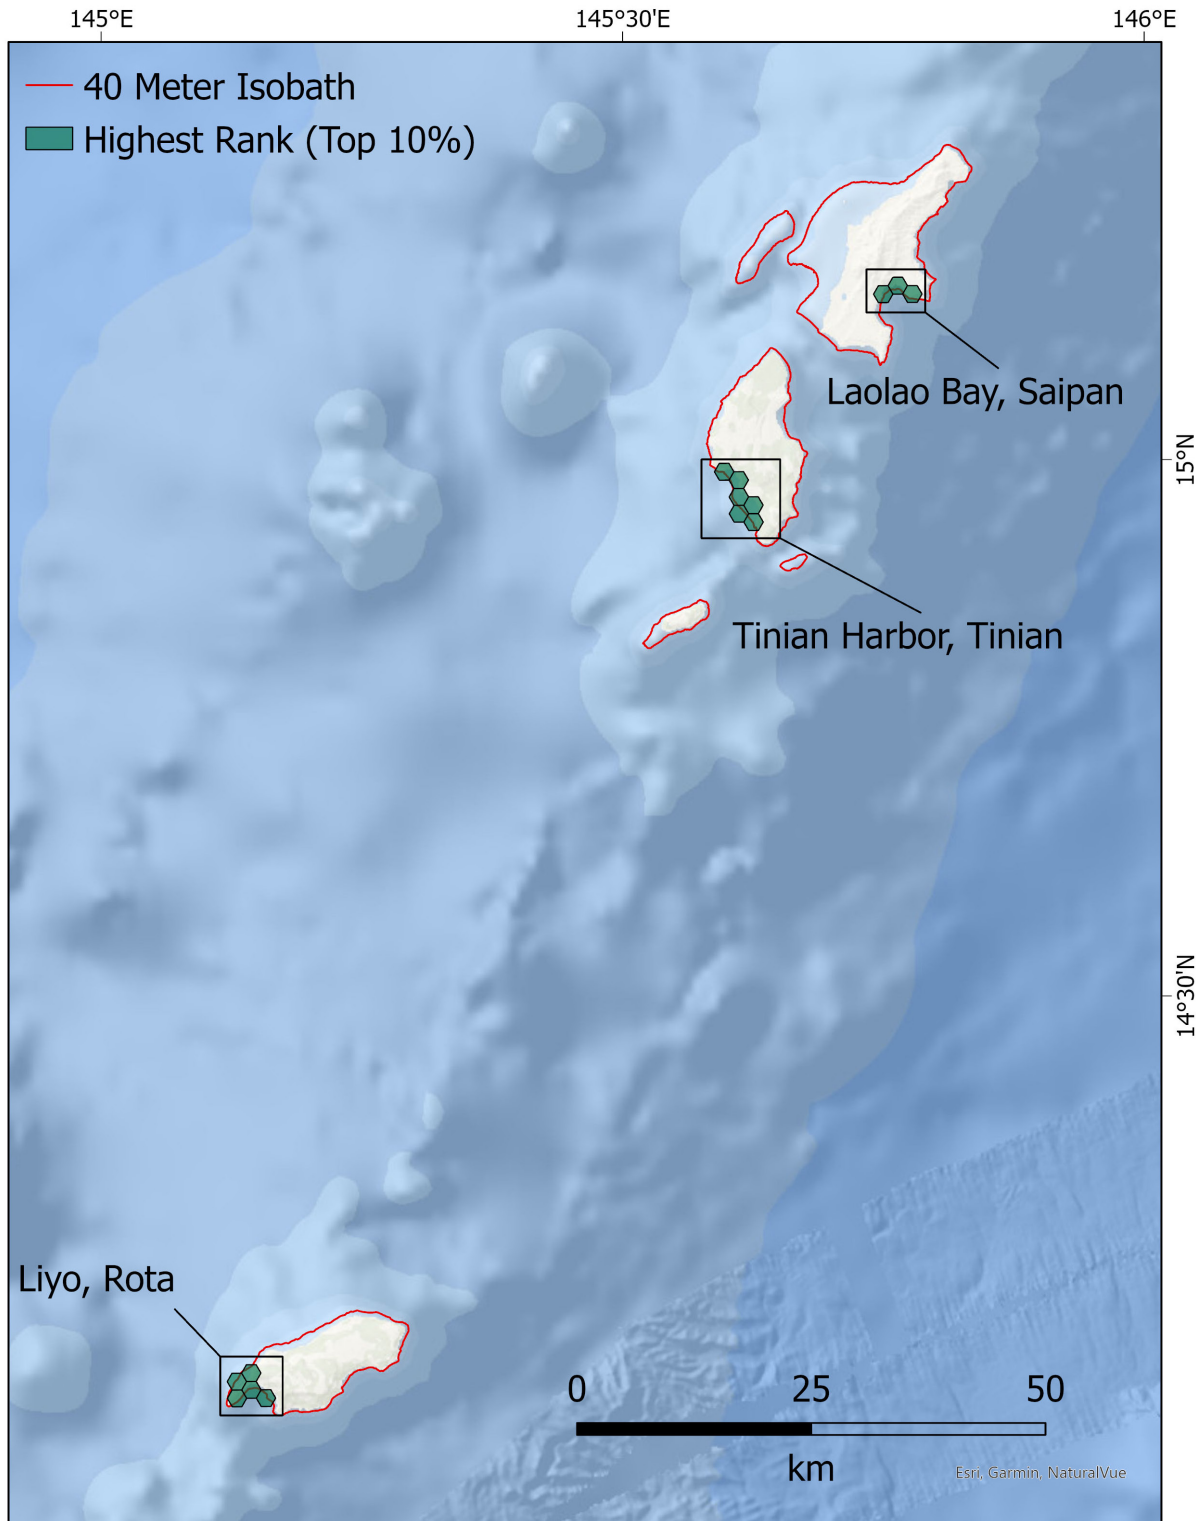 145°E
145°30'E
146°E
40 Meter Isobath
Highest Rank (Top 10%)
Laolao Bay, Saipan
15°N
Tinian Harbor, Tinian
14°30'N
Liyo, Rota
0 25 50
km
Esri, Garmin, NaturalVue